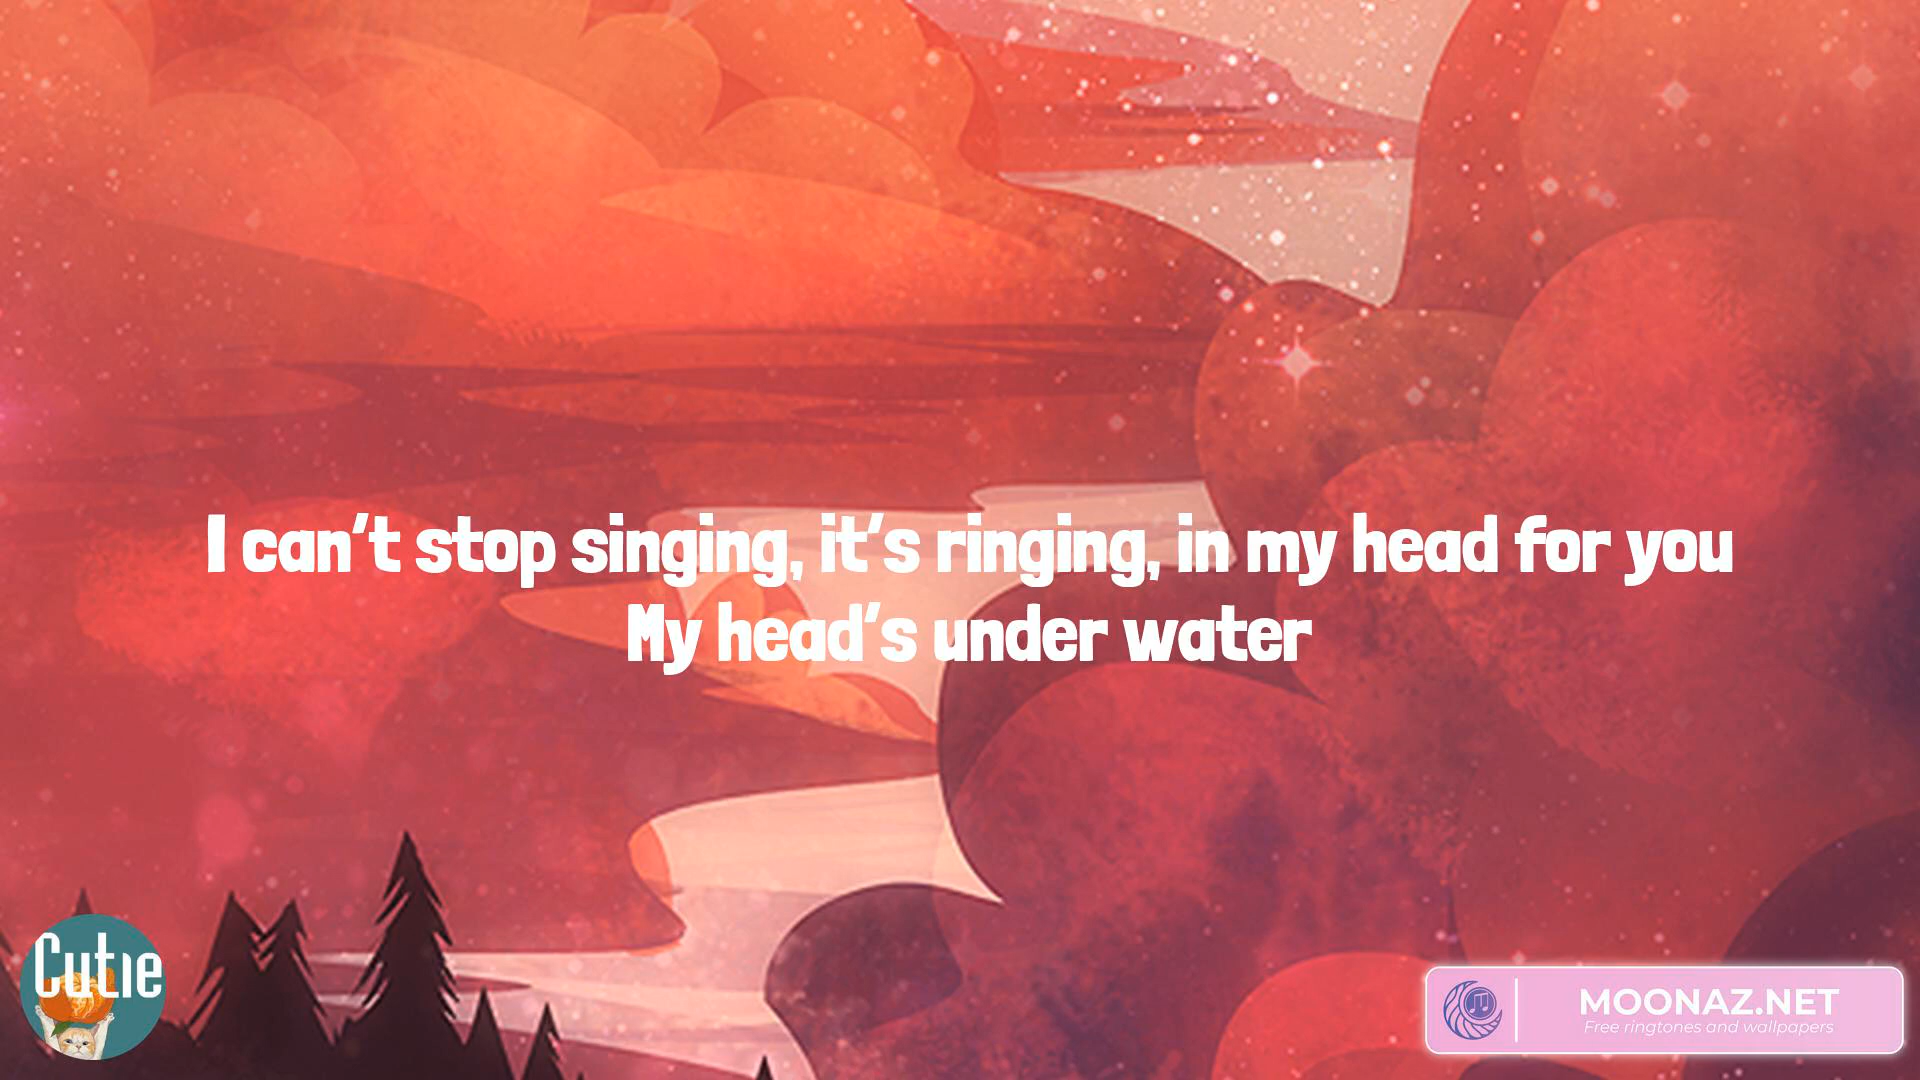 I can't stop singing, it's ringing, in my head for you
My head's under water
Cutie
MOONAZ.NET
Free ringtones and wallpapers